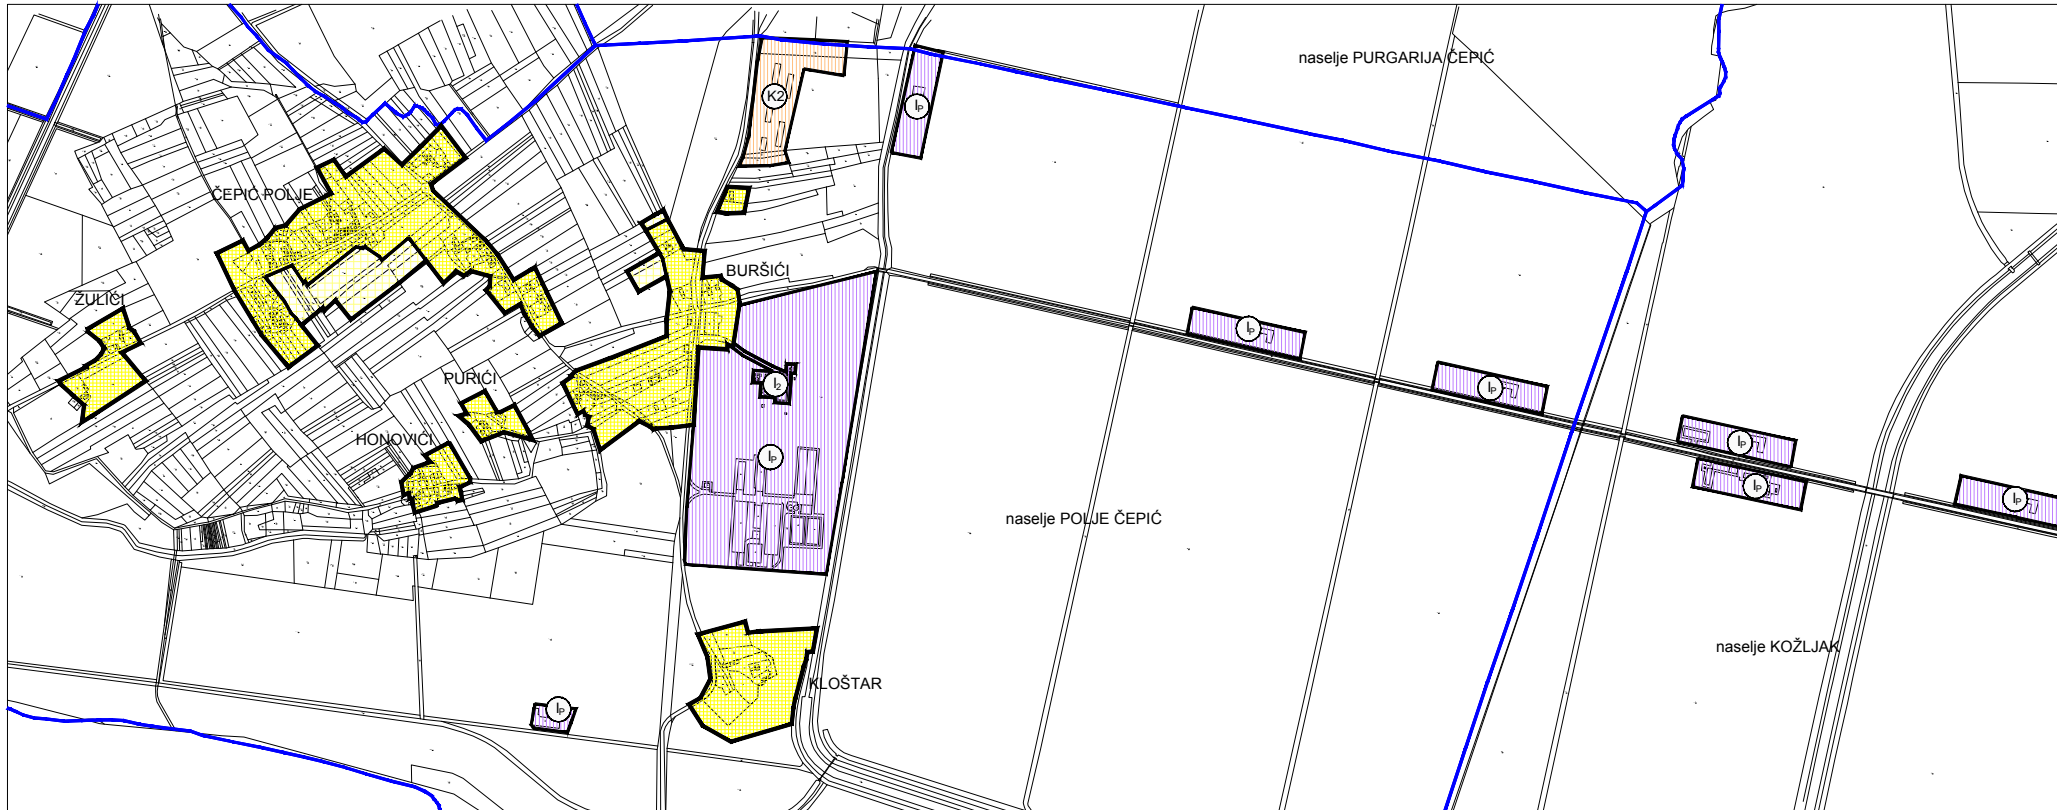 naselje PURGARIJA ČEPIĆ
K2
Iₚ
ČEPIĆ POLJE
BURŠIĆI
ŽULIĆI
Iₚ
PURIĆI
I₂
Iₚ
HONOVIĆI
Iₚ
Iₚ
Iₚ
Iₚ
naselje POLJE ČEPIĆ
naselje KOŽLJAK
KLOŠTAR
Iₚ